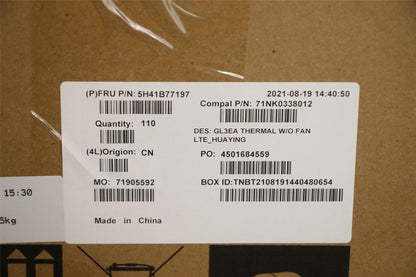 (P)FRU P/N: 5H41B77197
2021-08-19 14:40:50
Compal P/N: 71NK0338012
Quantity: 110
DES: GL3EA THERMAL W/O FAN
LTE_HUAYING
(4L)Origion: CN
PO: 4501684559
MO: 71905592
BOX ID:TNBT2108191440480654
Made in China
15:30
5kg